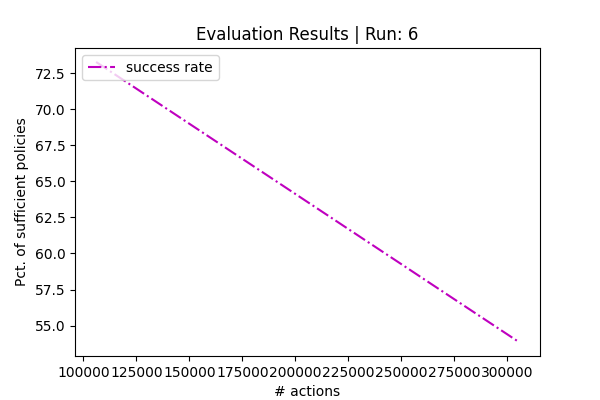 Evaluation Results | Run: 6
success rate
Pct. of sufficient policies
72.5
70.0
67.5
65.0
62.5
60.0
57.5
55.0
100000 125000 150000 175000 200000 225000 250000 275000 300000
# actions